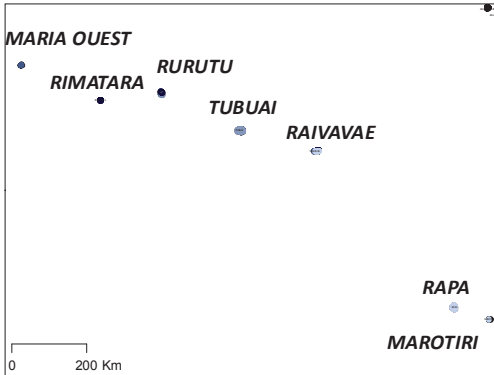 MARIA OUEST
RURUTU
RIMATARA
TUBUAI
RAIVAVAE
RAPA
MAROTIRI
0 200 Km